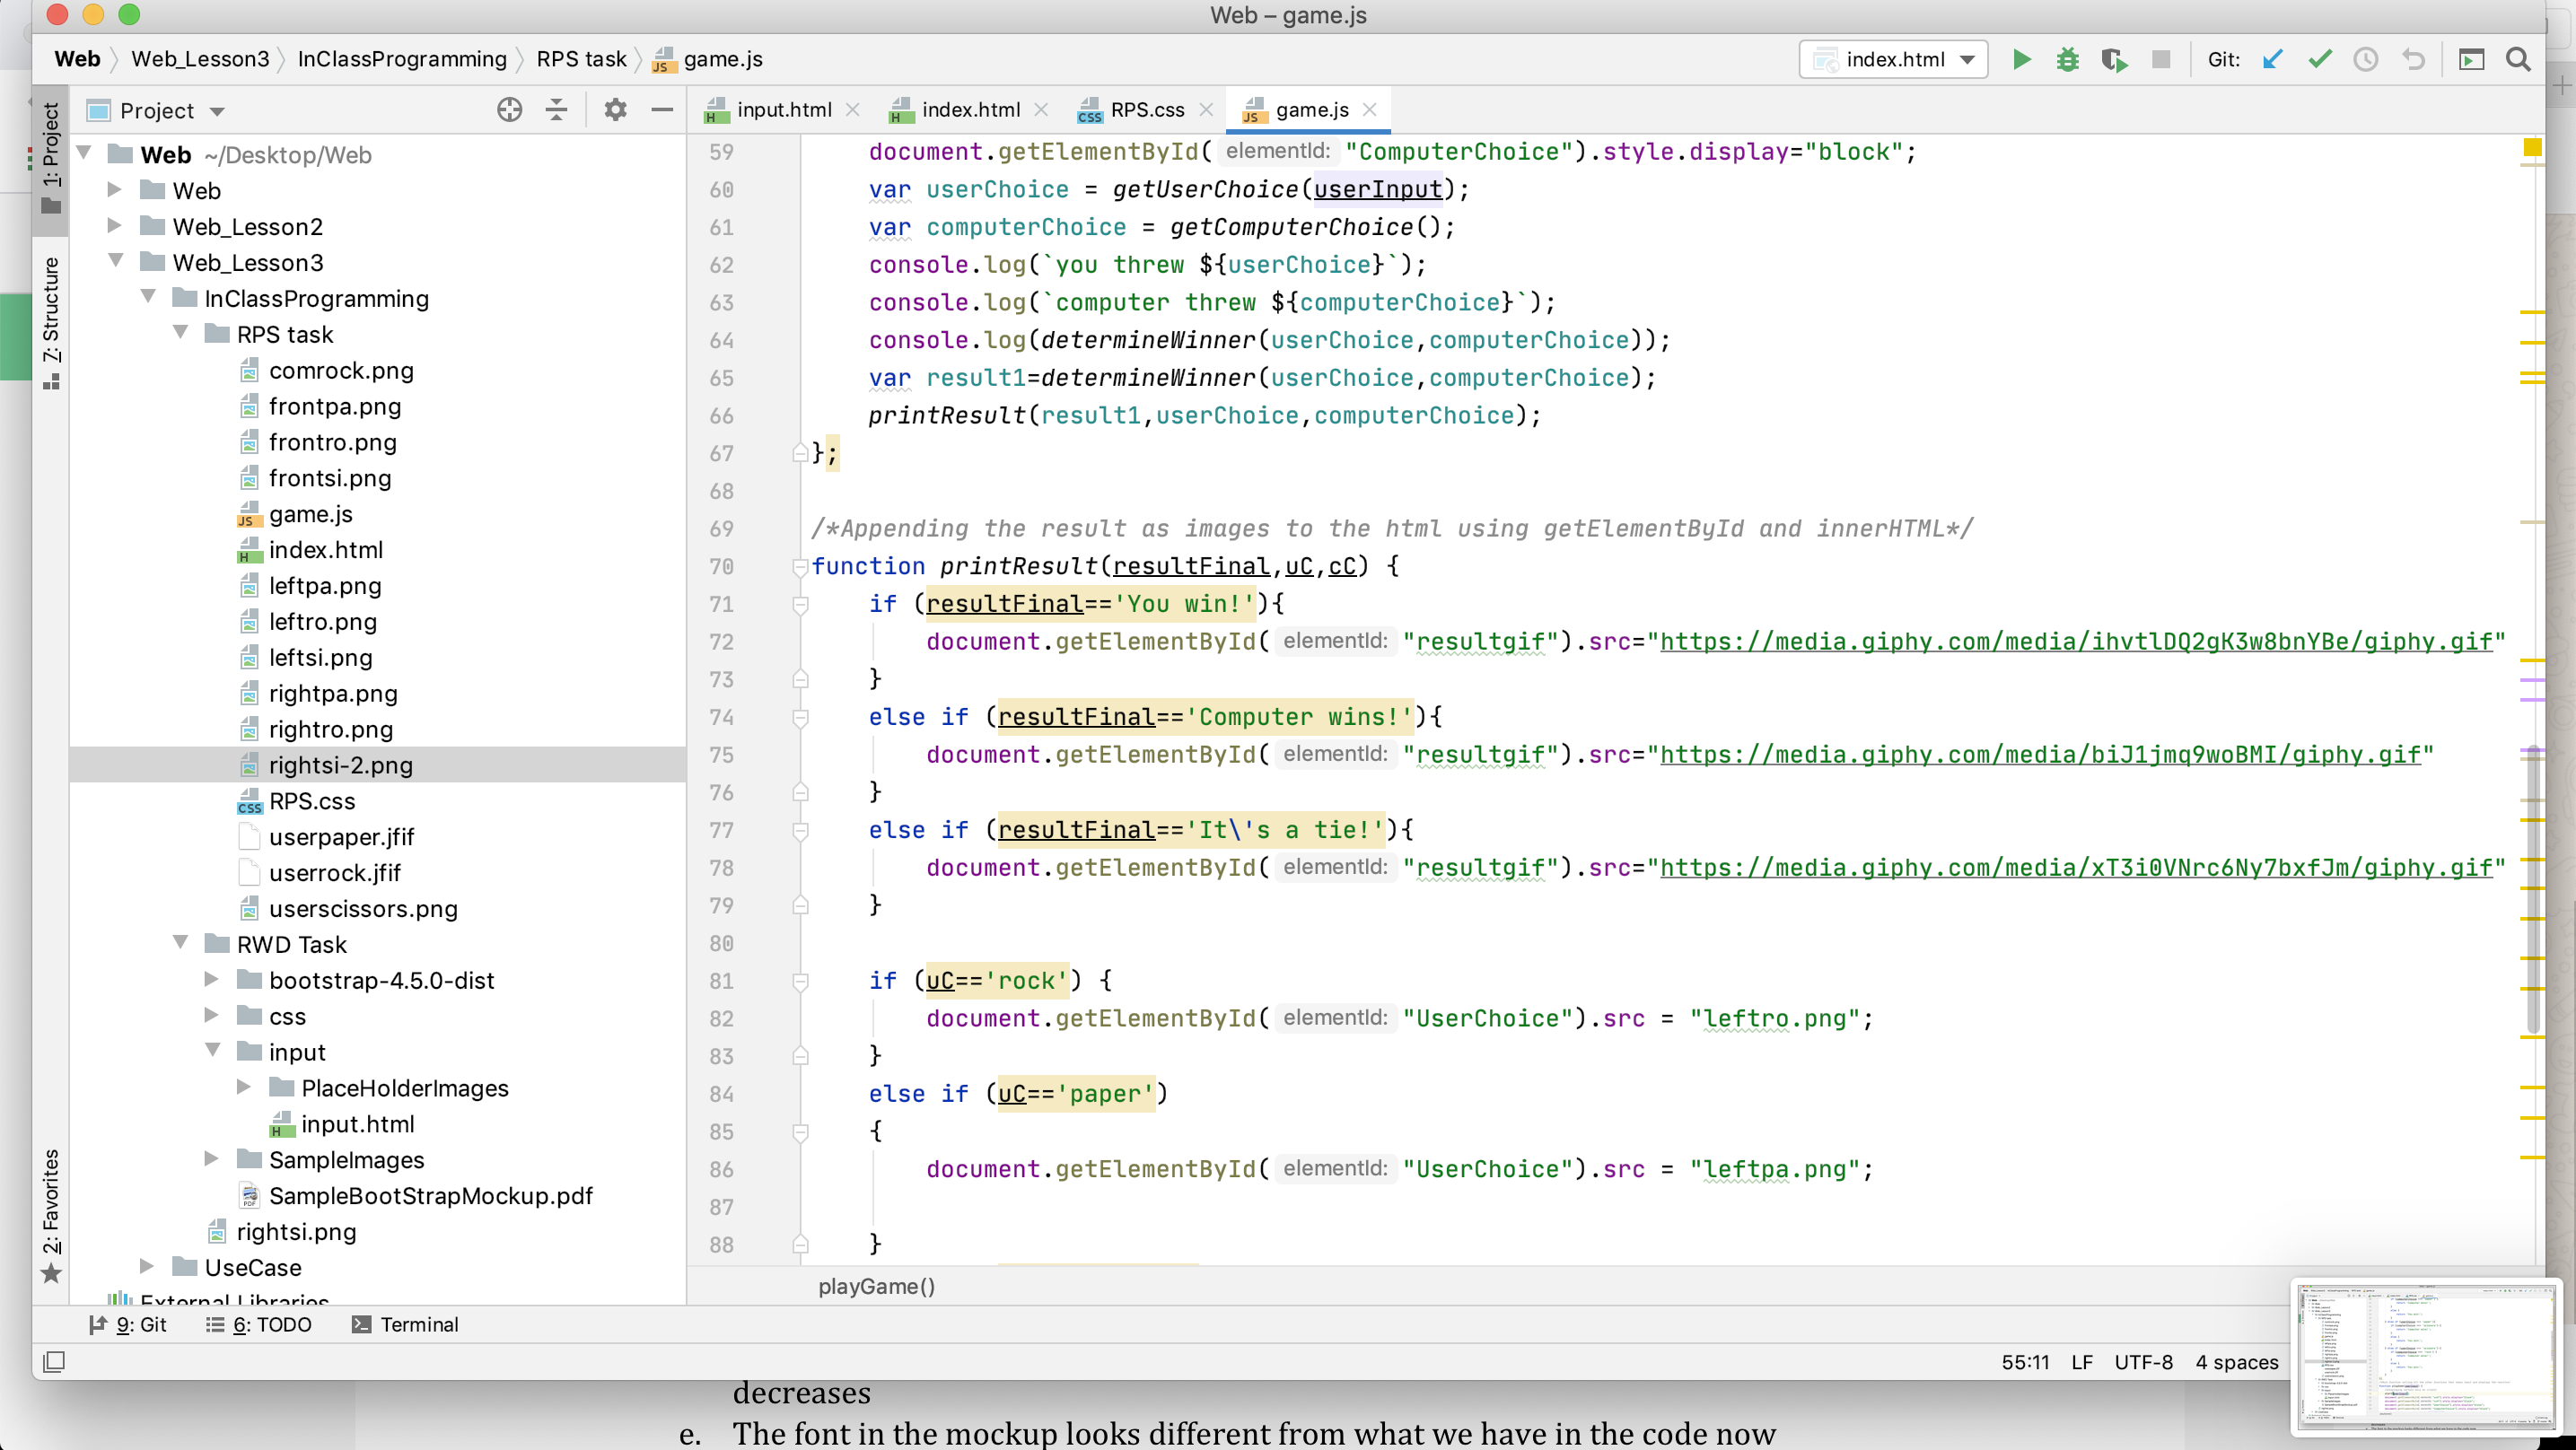 Web – game.js
Web Web_Lesson3 InClassProgramming RPS task game.js index.html Git:
1: Project
7: Structure
2: Favorites
Project
Web ~/Desktop/Web
Web
Web_Lesson2
Web_Lesson3
InClassProgramming
RPS task
comrock.png
frontpa.png
frontro.png
frontsi.png
game.js
index.html
leftpa.png
leftro.png
leftsi.png
rightpa.png
rightro.png
rightsi-2.png
RPS.css
userpaper.jfif
userrock.jfif
userscissors.png
RWD Task
bootstrap-4.5.0-dist
css
input
PlaceHolderImages
input.html
SampleImages
SampleBootStrapMockup.pdf
rightsi.png
UseCase
External Libraries
input.html index.html RPS.css game.js
59 document.getElementById( elementId: "ComputerChoice").style.display="block";
60 var userChoice = getUserChoice(userInput);
61 var computerChoice = getComputerChoice();
62 console.log(`you threw ${userChoice}`);
63 console.log(`computer threw ${computerChoice}`);
64 console.log(determineWinner(userChoice,computerChoice));
65 var result1=determineWinner(userChoice,computerChoice);
66 printResult(result1,userChoice,computerChoice);
67 };
68
69 /*Appending the result as images to the html using getElementById and innerHTML*/
70 function printResult(resultFinal,uC,cC) {
71 if (resultFinal=='You win!'){
72 document.getElementById( elementId: "resultgif").src="https://media.giphy.com/media/ihvtlDQ2gK3w8bnYBe/giphy.gif"
73 }
74 else if (resultFinal=='Computer wins!'){
75 document.getElementById( elementId: "resultgif").src="https://media.giphy.com/media/biJ1jmq9woBMI/giphy.gif"
76 }
77 else if (resultFinal=='It\'s a tie!'){
78 document.getElementById( elementId: "resultgif").src="https://media.giphy.com/media/xT3i0VNrc6Ny7bxfJm/giphy.gif"
79 }
80
81 if (uC=='rock') {
82 document.getElementById( elementId: "UserChoice").src = "leftro.png";
83 }
84 else if (uC=='paper')
85 {
86 document.getElementById( elementId: "UserChoice").src = "leftpa.png";
87
88 }
playGame()
9: Git 6: TODO Terminal
55:11 LF UTF-8 4 spaces
decreases
e. The font in the mockup looks different from what we have in the code now